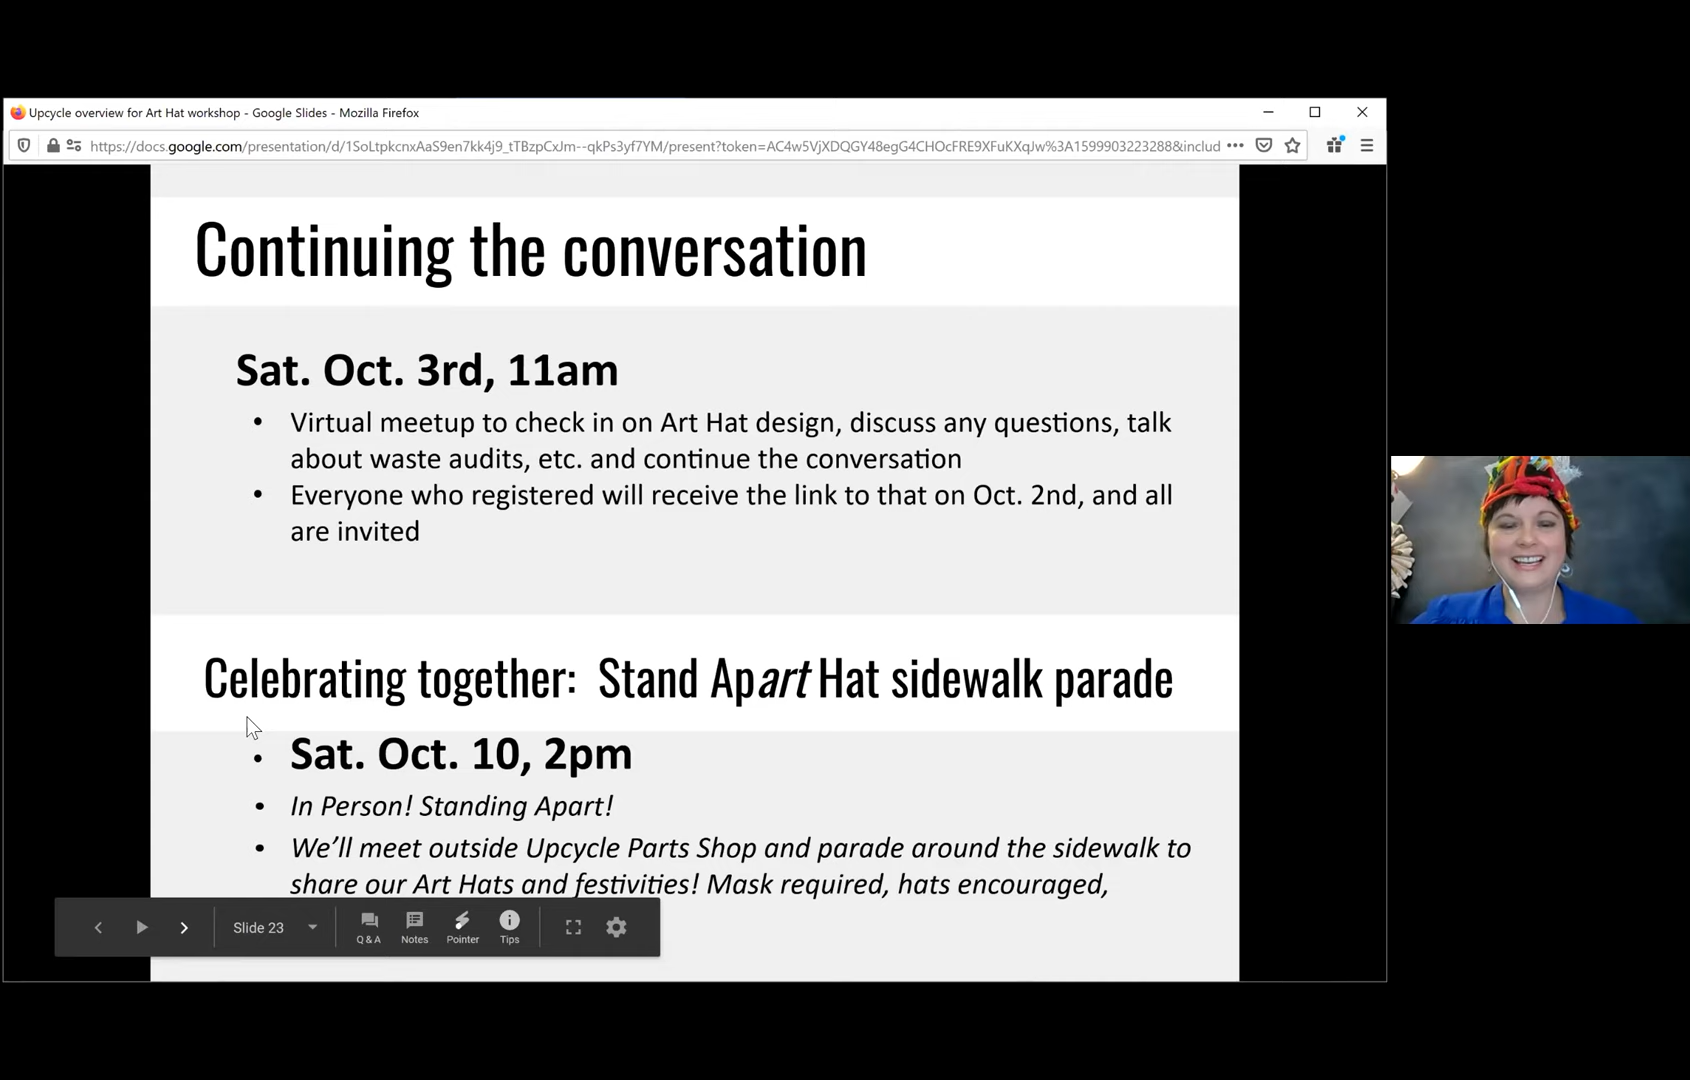 Upcycle overview for Art Hat workshop - Google Slides - Mozilla Firefox
https://docs.google.com/presentation/d/1SoLtpkcnxAaS9en7kk4j9_tTBzpCxJm--qkPs3yf7YM/present?token=AC4w5VjXDQGY48egG4CHOcFRE9XFuKXqJw%3A1599903223288&includ
Continuing the conversation
Sat. Oct. 3rd, 11am
• Virtual meetup to check in on Art Hat design, discuss any questions, talk
about waste audits, etc. and continue the conversation
• Everyone who registered will receive the link to that on Oct. 2nd, and all
are invited
Celebrating together: Stand Apart Hat sidewalk parade
• Sat. Oct. 10, 2pm
• In Person! Standing Apart!
• We’ll meet outside Upcycle Parts Shop and parade around the sidewalk to
share our Art Hats and festivities! Mask required, hats encouraged,
Slide 23
Q & A
Notes
Pointer
Tips